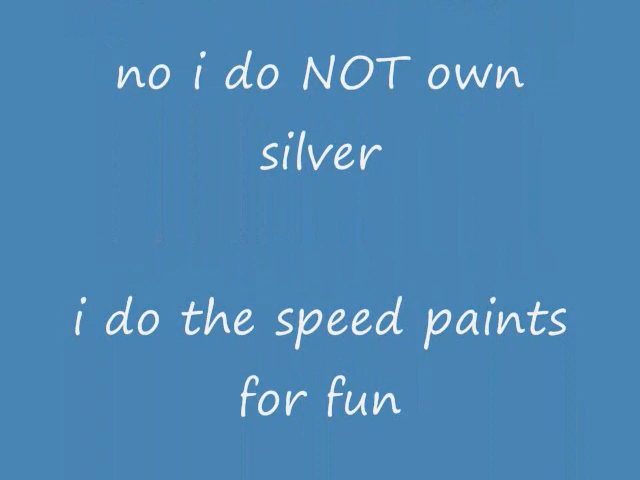 no i do NOT own
silver
i do the speed paints
for fun